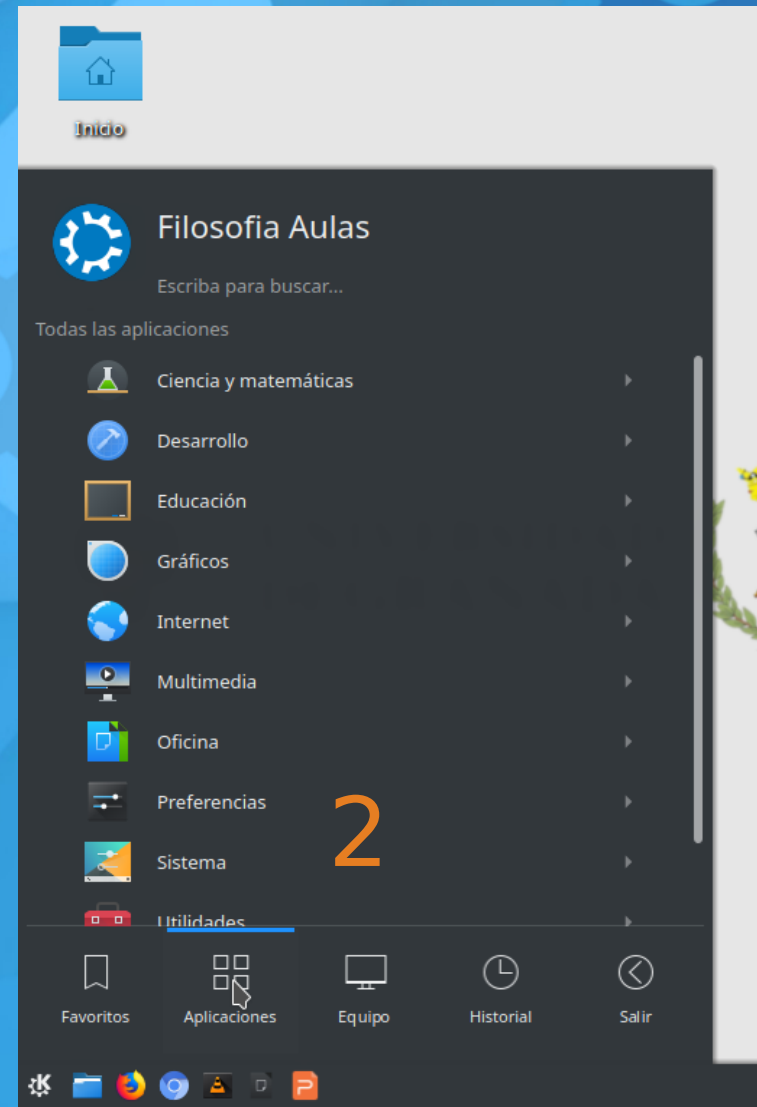 Inicio
Filosofia Aulas
Escriba para buscar...
Todas las aplicaciones
Ciencia y matemáticas
Desarrollo
Educación
Gráficos
Internet
Multimedia
Oficina
Preferencias
2
Sistema
Utilidades
Favoritos Aplicaciones Equipo Historial Salir